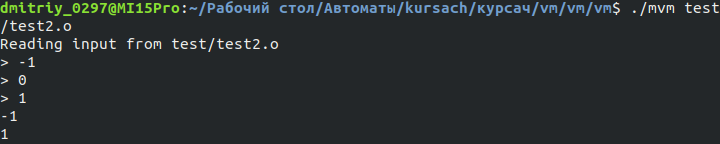 dmitriy_0297@MI15Pro:~/Рабочий стол/Автоматы/kursach/курсач/vm/vm/vm$ ./mvm test
/test2.o
Reading input from test/test2.o
> -1
> 0
> 1
-1
1